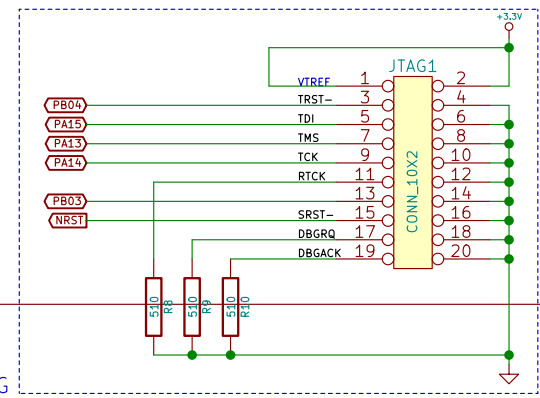 +3.3V
JTAG1
VTREF 1 2
PB04 TRST- 3 4
PA15 TDI 5 6
PA13 TMS 7 8
PA14 TCK 9 10
RTCK 11 12
PB03 13 14
NRST SRST- 15 16
DBGRQ 17 18
DBGACK 19 20
CONN_10X2
510 R8 510 R9 510 R10
G